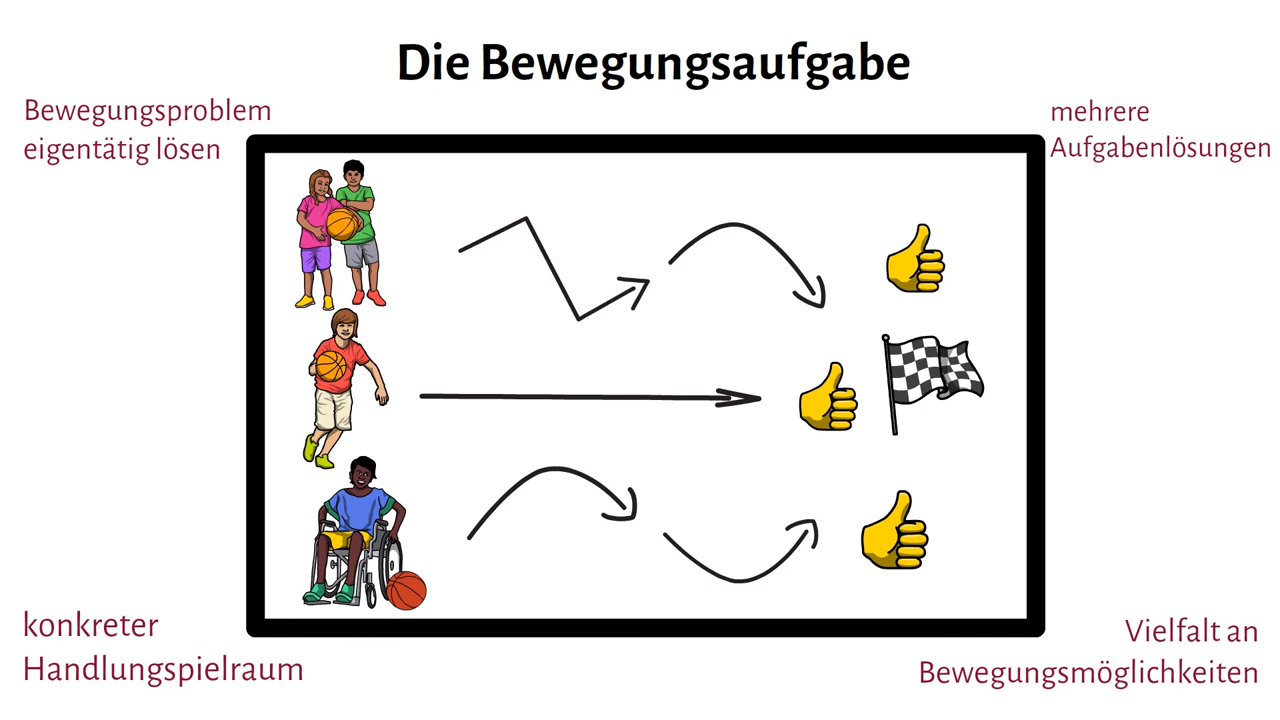 Die Bewegungsaufgabe
Bewegungsproblem
eigentätig lösen
mehrere
Aufgabenlösungen
konkreter
Handlungspielraum
Vielfalt an
Bewegungsmöglichkeiten